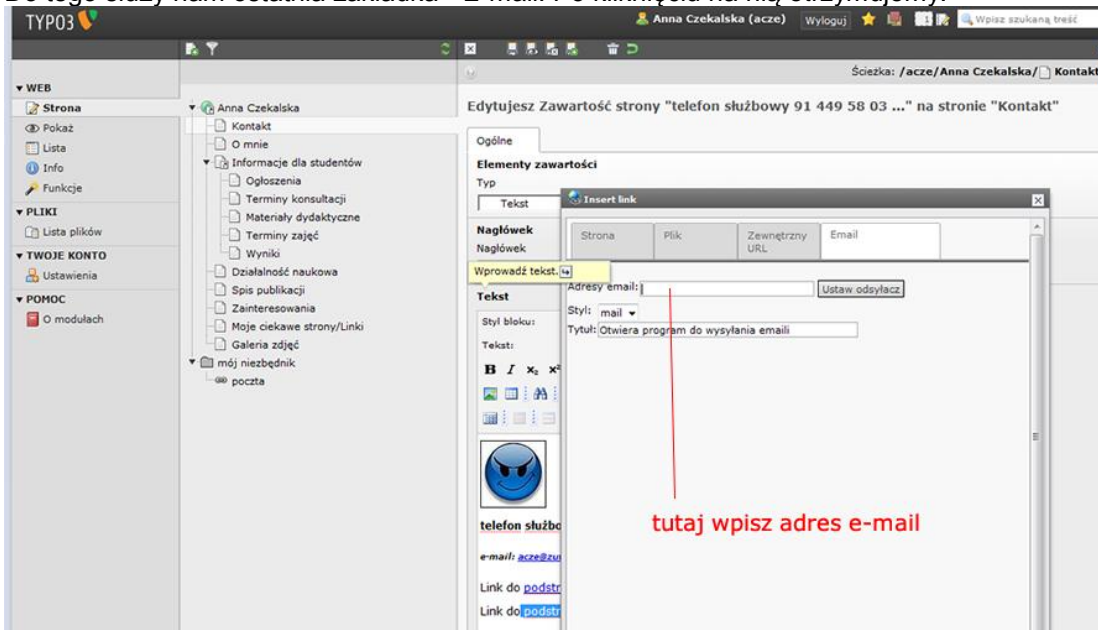 TYPO3
Anna Czekalska (acze)
Wyloguj
Wpisz szukaną treść
Ścieżka: /acze/Anna Czekalska/ Kontakt
WEB
Strona
Pokaż
Lista
Info
Funkcje
PLIKI
Lista plików
TWOJE KONTO
Ustawienia
POMOC
O modułach
Anna Czekalska
Kontakt
O mnie
Informacje dla studentów
Ogłoszenia
Terminy konsultacji
Materiały dydaktyczne
Terminy zajęć
Wyniki
Działalność naukowa
Spis publikacji
Zainteresowania
Moje ciekawe strony/Linki
Galeria zdjęć
mój niezbędnik
poczta
Edytujesz Zawartość strony "telefon służbowy 91 449 58 03 ..." na stronie "Kontakt"
Ogólne
Elementy zawartości
Typ
Tekst
Nagłówek
Nagłówek
Wprowadź tekst.
Tekst
Styl bloku:
Tekst:
B I x₂ x²
telefon służbo
e-mail: acze@zu
Link do podstr
Link do podstr
Insert link
Strona
Plik
Zewnętrzny URL
Email
Adresy email:
Ustaw odsyłacz
Styl: mail
Tytuł: Otwiera program do wysyłania emaili
tutaj wpisz adres e-mail